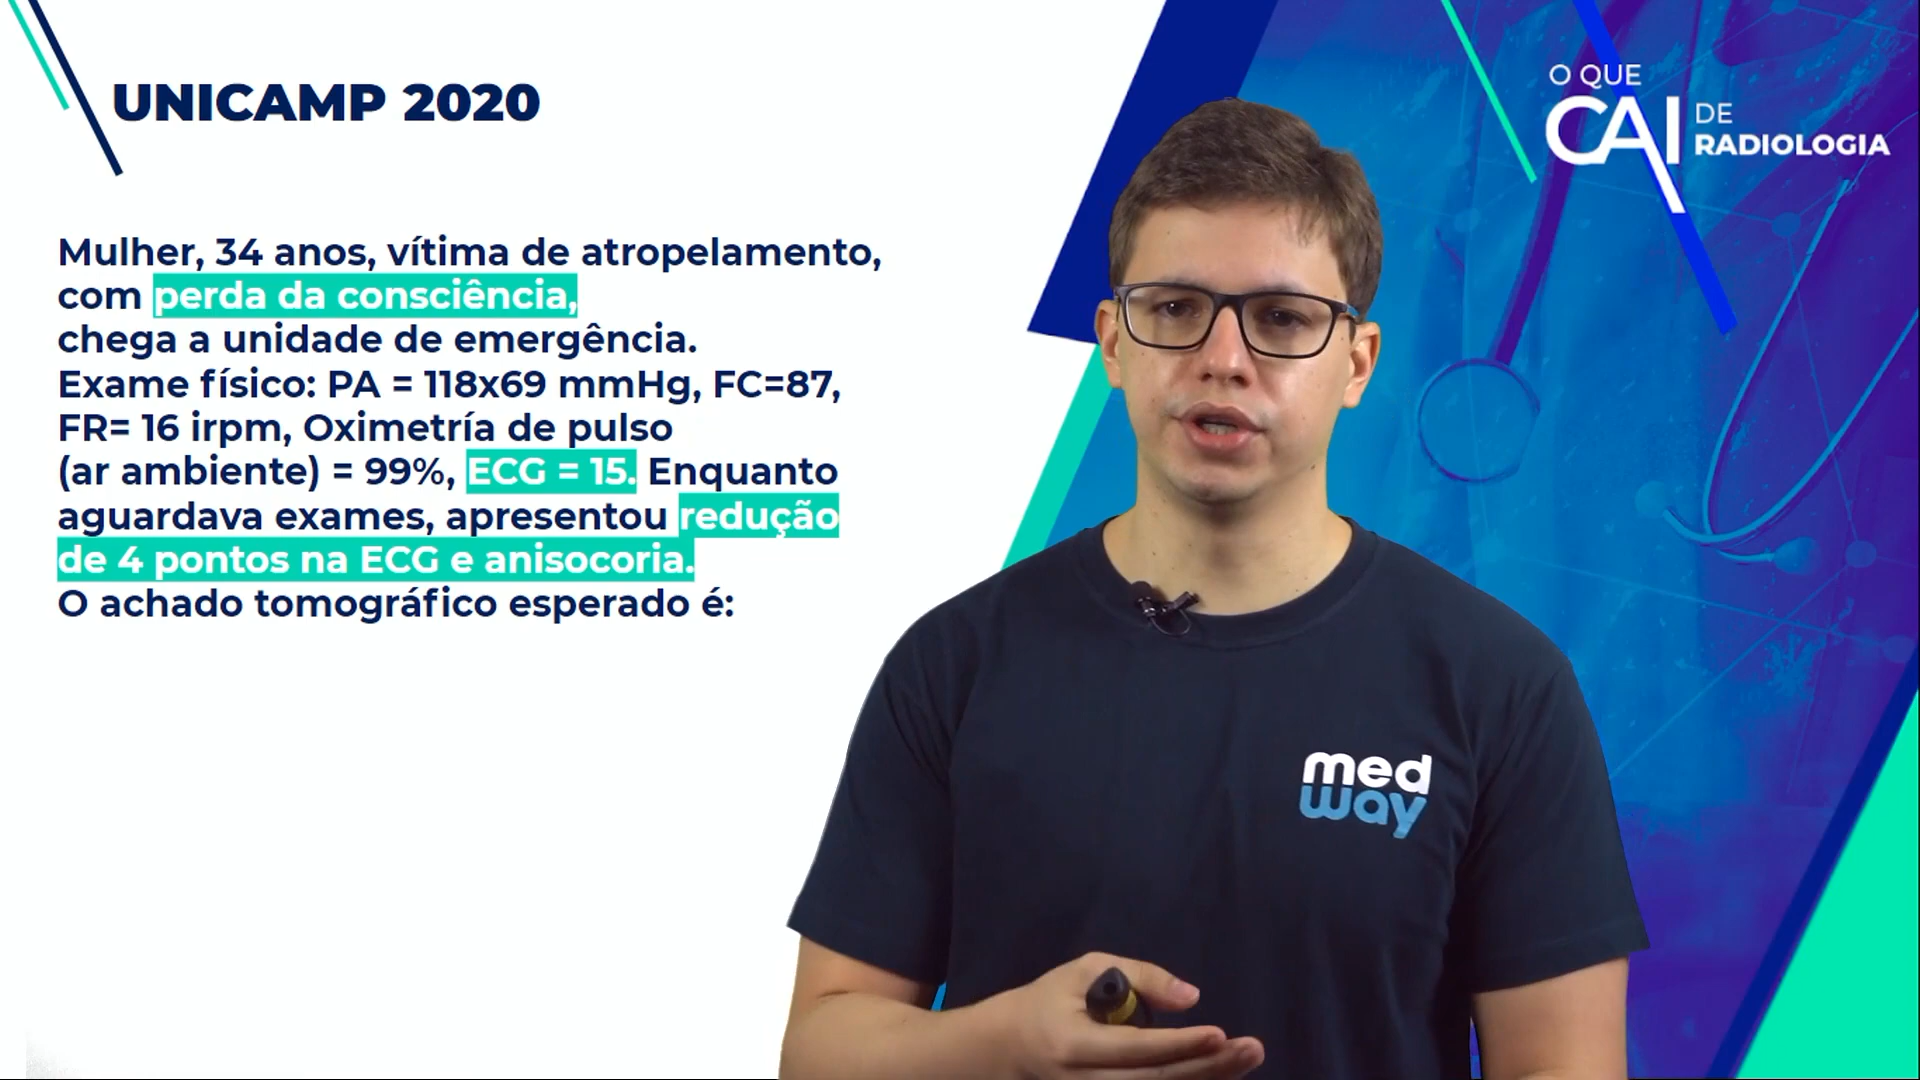 UNICAMP 2020
O QUE
CAI DE
RADIOLOGIA
Mulher, 34 anos, vítima de atropelamento,
com perda da consciência,
chega a unidade de emergência.
Exame físico: PA = 118x69 mmHg, FC=87,
FR= 16 irpm, Oximetría de pulso
(ar ambiente) = 99%, ECG = 15. Enquanto
aguardava exames, apresentou redução
de 4 pontos na ECG e anisocoria.
O achado tomográfico esperado é:
med
way